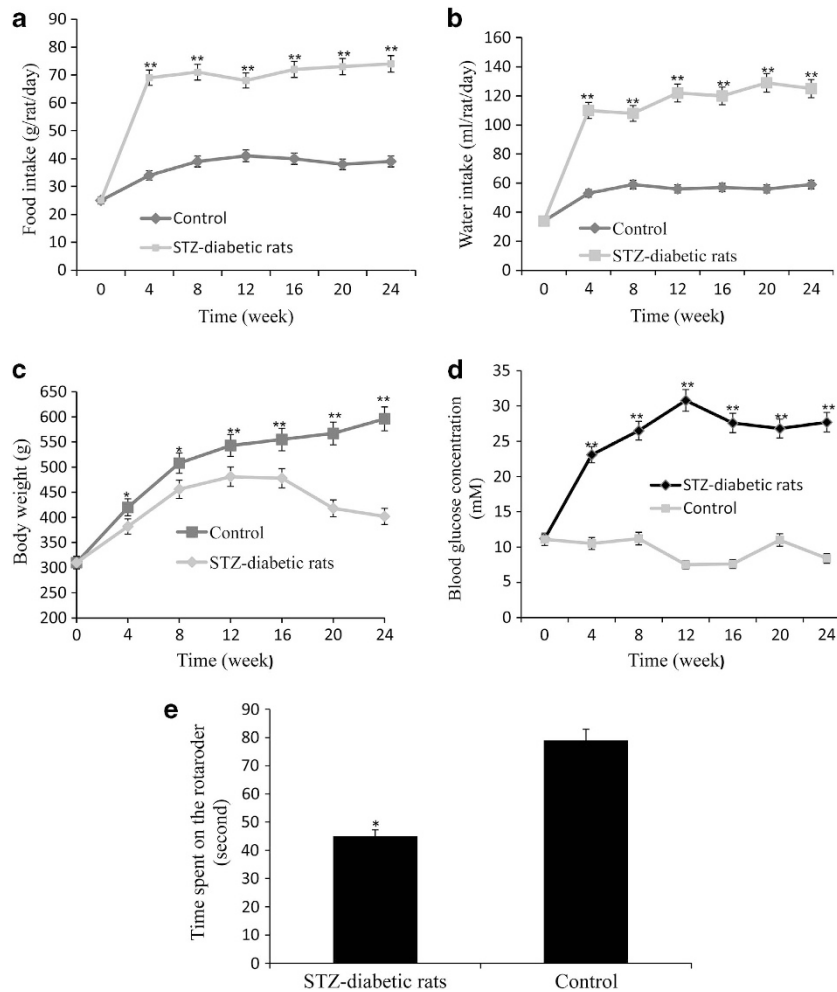 a
Food intake (g/rat/day)
90
80
70
60
50
40
30
20
10
0
** ** ** ** ** **
Control
STZ-diabetic rats
0 4 8 12 16 20 24
Time (week)
b
Water intake (ml/rat/day)
160
140
120
100
80
60
40
20
0
** ** ** ** ** **
Control
STZ-diabetic rats
0 4 8 12 16 20 24
Time (week)
c
Body weight (g)
650
600
550
500
450
400
350
300
250
200
* * ** ** ** **
Control
STZ-diabetic rats
0 4 8 12 16 20 24
Time (week)
d
Blood glucose concentration
(mM)
35
30
25
20
15
10
5
0
** ** ** ** ** **
STZ-diabetic rats
Control
0 4 8 12 16 20 24
Time (week)
e
Time spent on the rotaroder
(second)
90
80
70
60
50
40
30
20
10
0
*
STZ-diabetic rats Control